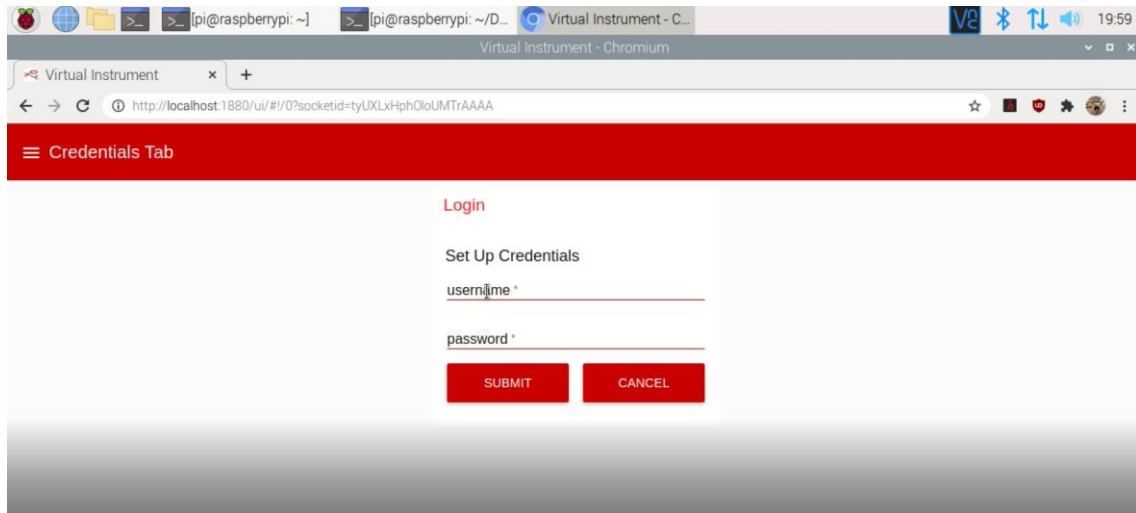 [pi@raspberrypi: ~]
[pi@raspberrypi: ~/D...
Virtual Instrument - C...
19:59
Virtual Instrument - Chromium
Virtual Instrument
http://localhost:1880/ui/#!/0?socketid=tyUXLxHphOloUMTrAAAA
Credentials Tab
Login
Set Up Credentials
username *
password *
SUBMIT
CANCEL